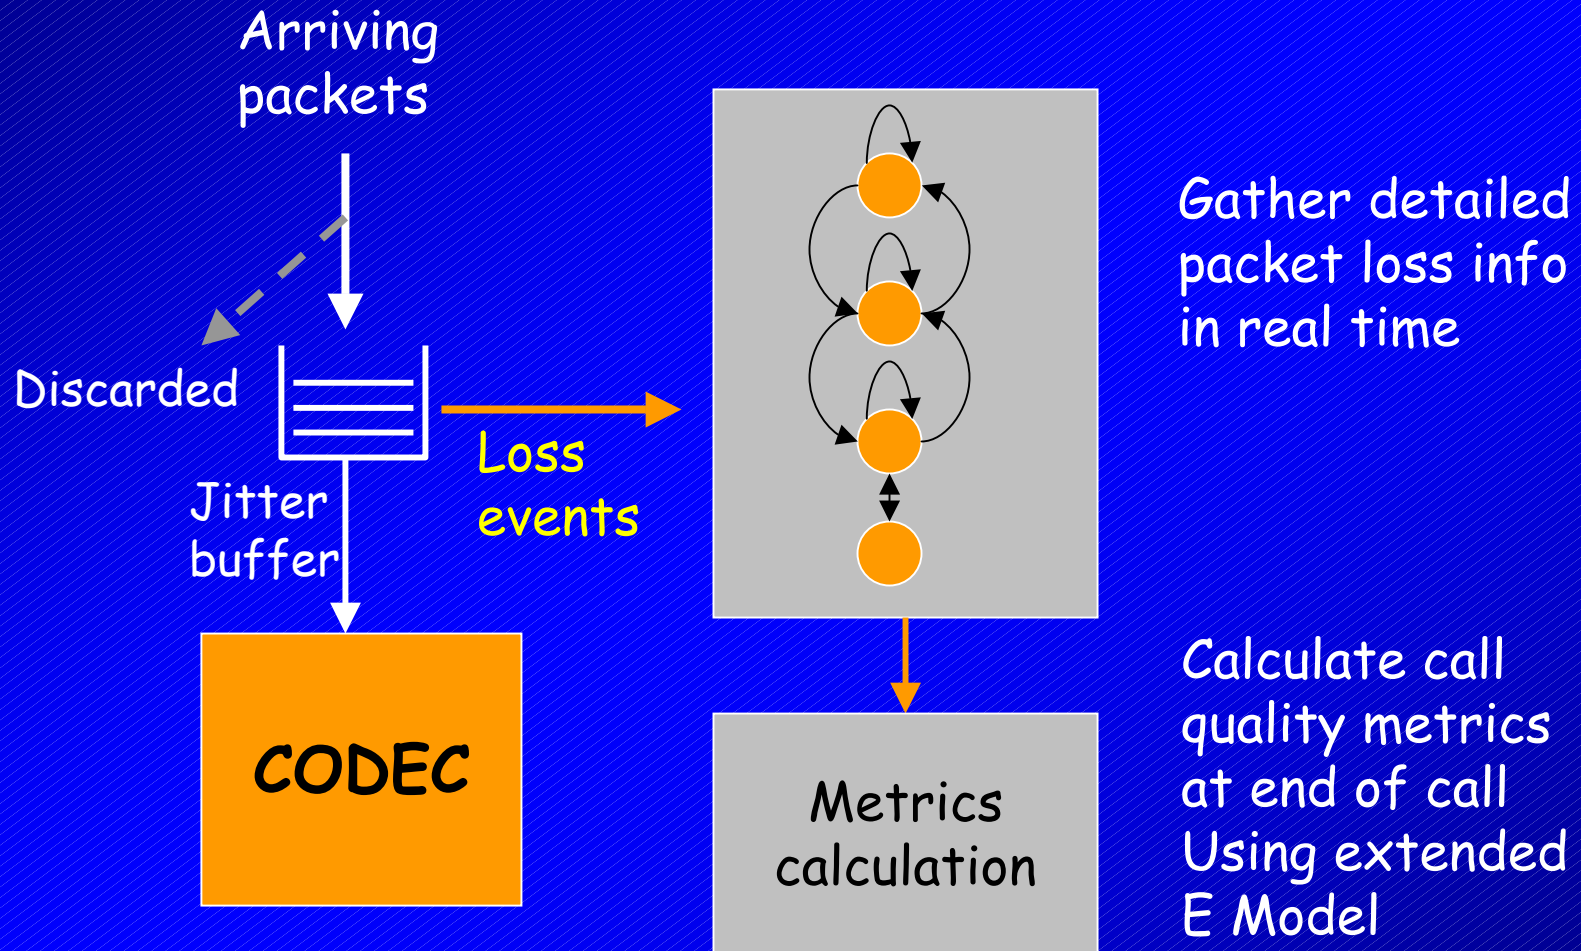 Arriving
packets
Discarded
Jitter
buffer
Loss
events
CODEC
Gather detailed
packet loss info
in real time
Metrics
calculation
Calculate call
quality metrics
at end of call
Using extended
E Model